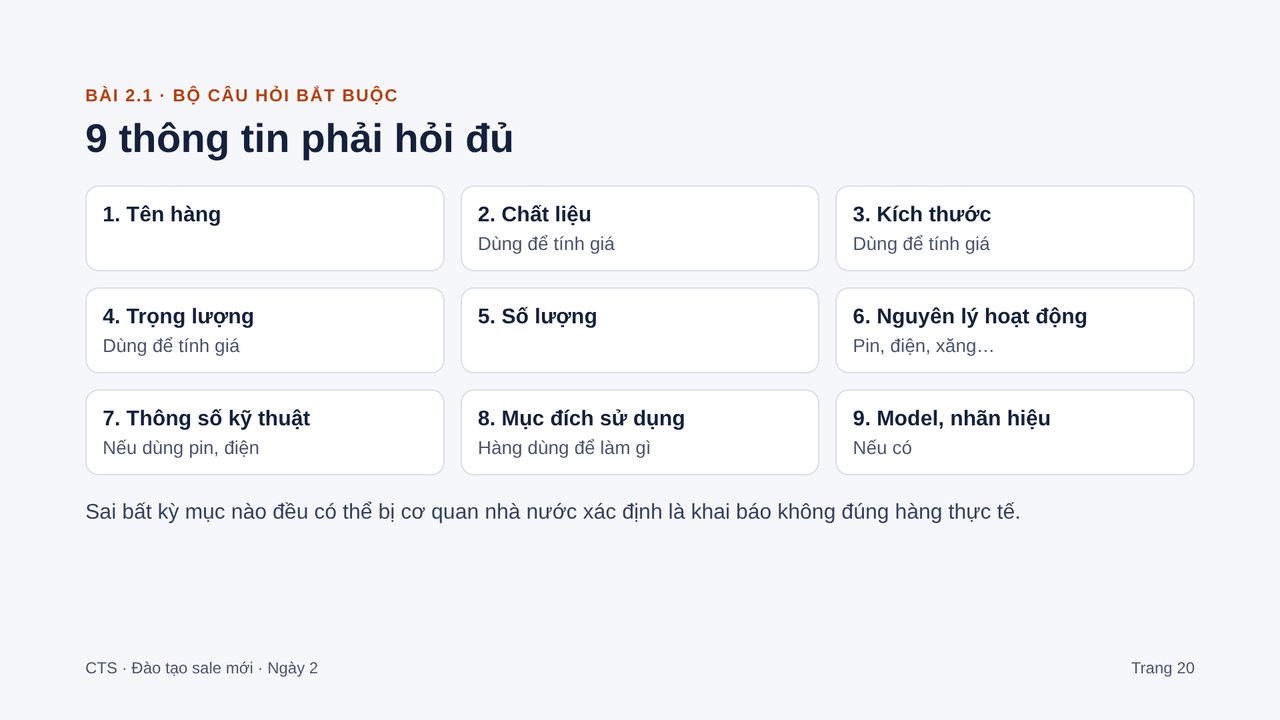 BÀI 2.1 · BỘ CÂU HỎI BẮT BUỘC
9 thông tin phải hỏi đủ
1. Tên hàng
2. Chất liệu
Dùng để tính giá
3. Kích thước
Dùng để tính giá
4. Trọng lượng
Dùng để tính giá
5. Số lượng
6. Nguyên lý hoạt động
Pin, điện, xăng…
7. Thông số kỹ thuật
Nếu dùng pin, điện
8. Mục đích sử dụng
Hàng dùng để làm gì
9. Model, nhãn hiệu
Nếu có
Sai bất kỳ mục nào đều có thể bị cơ quan nhà nước xác định là khai báo không đúng hàng thực tế.
CTS · Đào tạo sale mới · Ngày 2
Trang 20